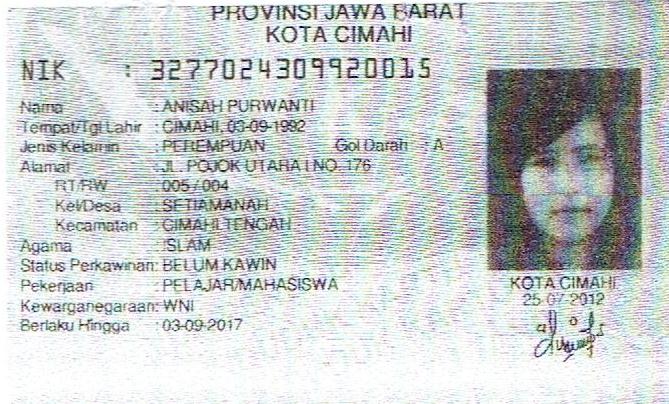 PROVINSI JAWA BARAT
KOTA CIMAHI
NIK : 3277024309920015
Nama : ANISAH PURWANTI
Tempat/Tgl Lahir : CIMAHI, 03-09-1992
Jenis Kelamin : PEREMPUAN Gol Darah : A
Alamat : JL. POJOK UTARA I NO. 176
RT/RW : 005 / 004
Kel/Desa : SETIAMANAH
Kecamatan : CIMAHI TENGAH
Agama : ISLAM
Status Perkawinan: BELUM KAWIN
Pekerjaan : PELAJAR/MAHASISWA
Kewarganegaraan: WNI
Berlaku Hingga : 03-09-2017
KOTA CIMAHI
25-07-2012